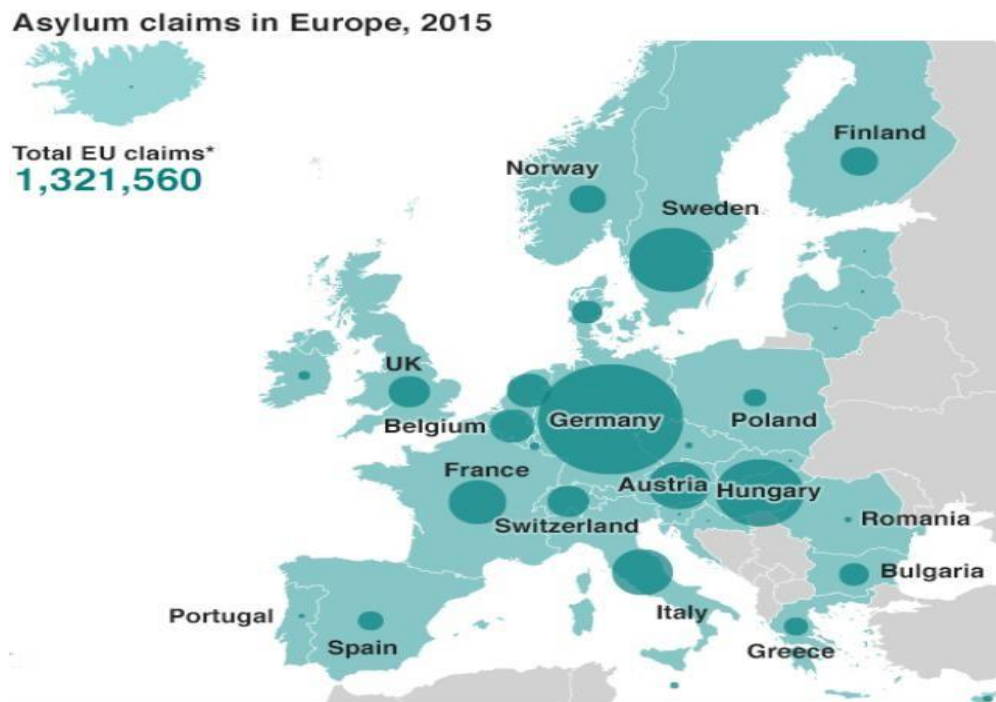 Asylum claims in Europe, 2015
Total EU claims*
1,321,560
Finland
Norway
Sweden
UK
Belgium
Germany
Poland
France
Austria
Hungary
Switzerland
Romania
Bulgaria
Portugal
Italy
Spain
Greece